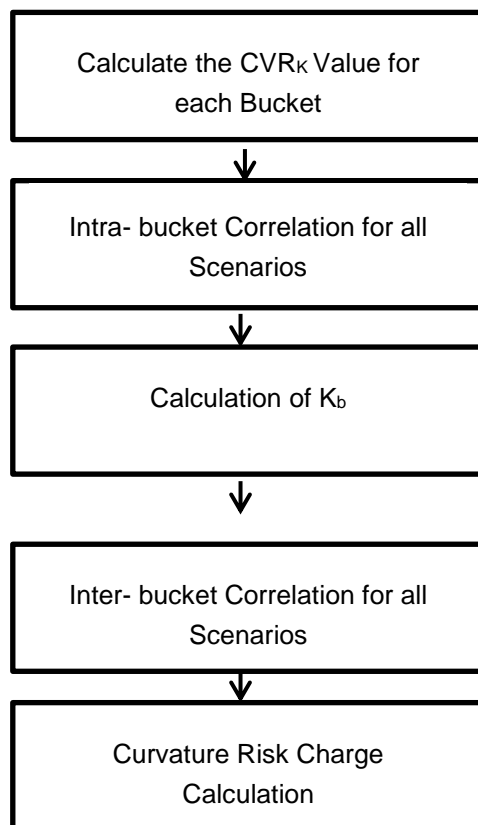 Calculate the CVRK Value for
each Bucket
Intra- bucket Correlation for all
Scenarios
Calculation of Kb
Inter- bucket Correlation for all
Scenarios
Curvature Risk Charge
Calculation